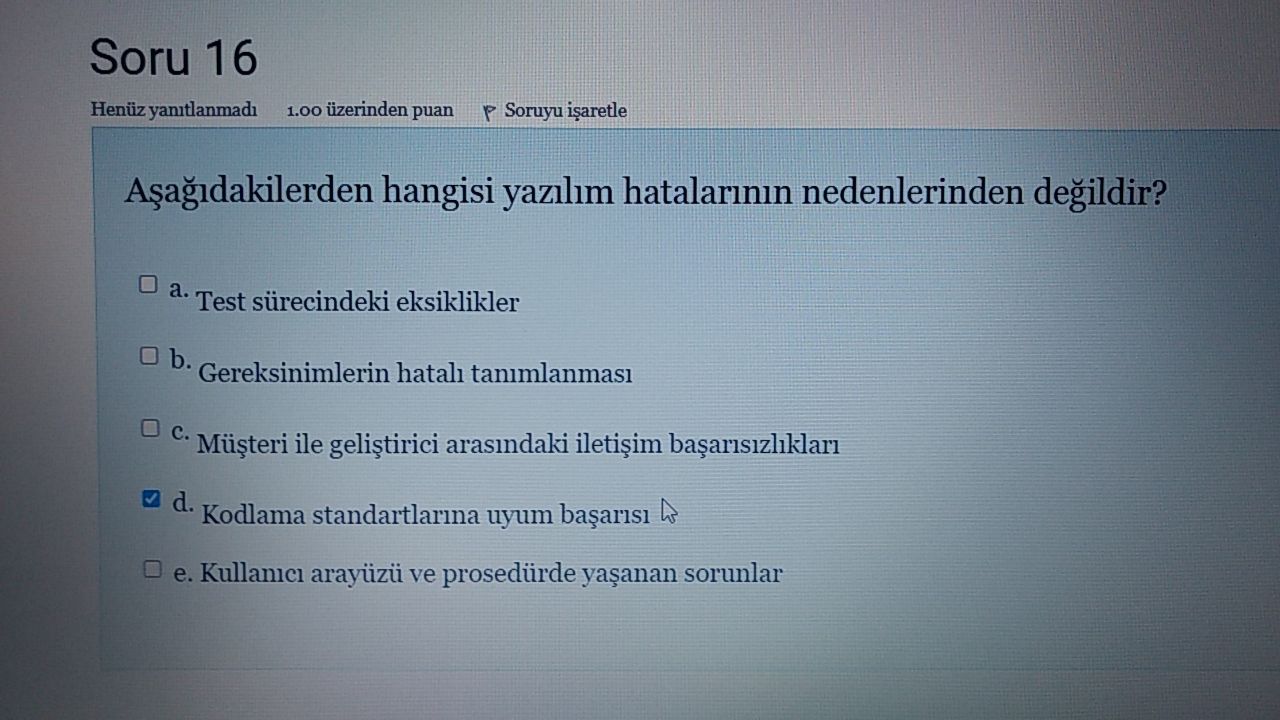 Soru 16
Henüz yanıtlanmadı 1.00 üzerinden puan Soruyu işaretle
Aşağıdakilerden hangisi yazılım hatalarının nedenlerinden değildir?
a. Test sürecindeki eksiklikler
b. Gereksinimlerin hatalı tanımlanması
c. Müşteri ile geliştirici arasındaki iletişim başarısızlıkları
d. Kodlama standartlarına uyum başarısı
e. Kullanıcı arayüzü ve prosedürde yaşanan sorunlar